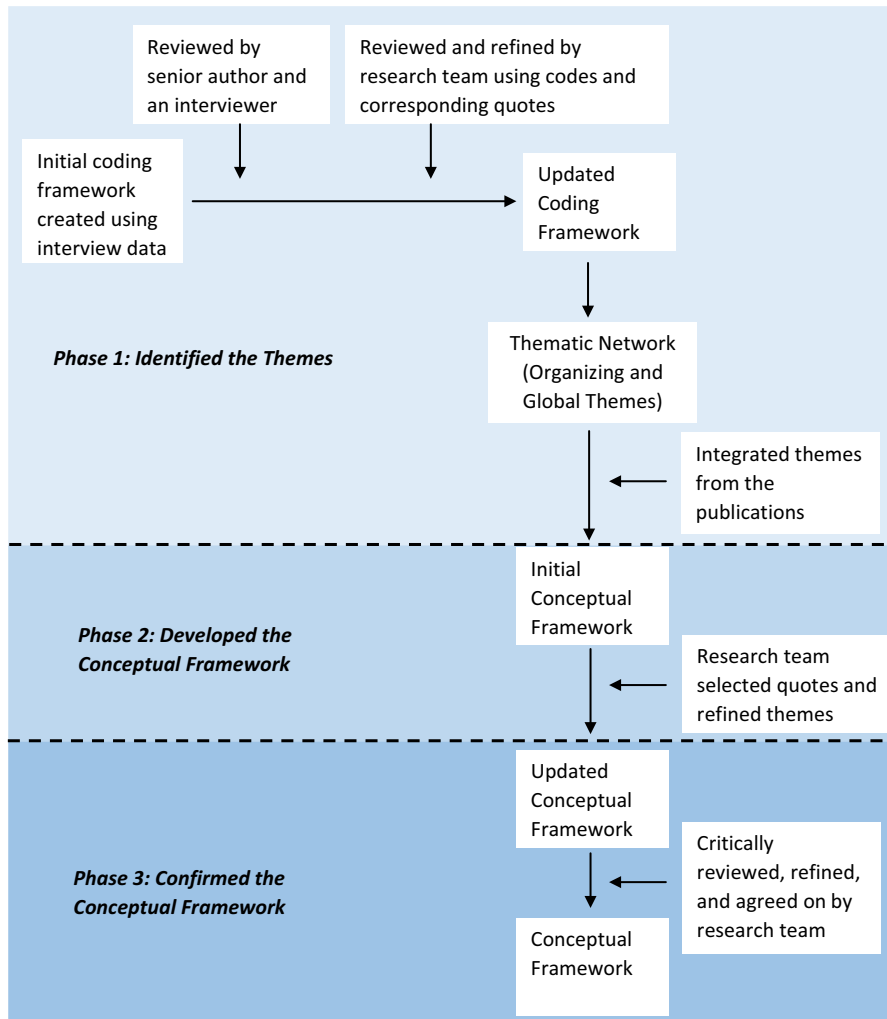 Reviewed by
senior author and
an interviewer
Reviewed and refined by
research team using codes and
corresponding quotes
Initial coding
framework
created using
interview data
Updated
Coding
Framework
Phase 1: Identified the Themes
Thematic Network
(Organizing and
Global Themes)
Integrated themes
from the
publications
Initial
Conceptual
Framework
Phase 2: Developed the
Conceptual Framework
Research team
selected quotes and
refined themes
Updated
Conceptual
Framework
Phase 3: Confirmed the
Conceptual Framework
Critically
reviewed, refined,
and agreed on by
research team
Conceptual
Framework